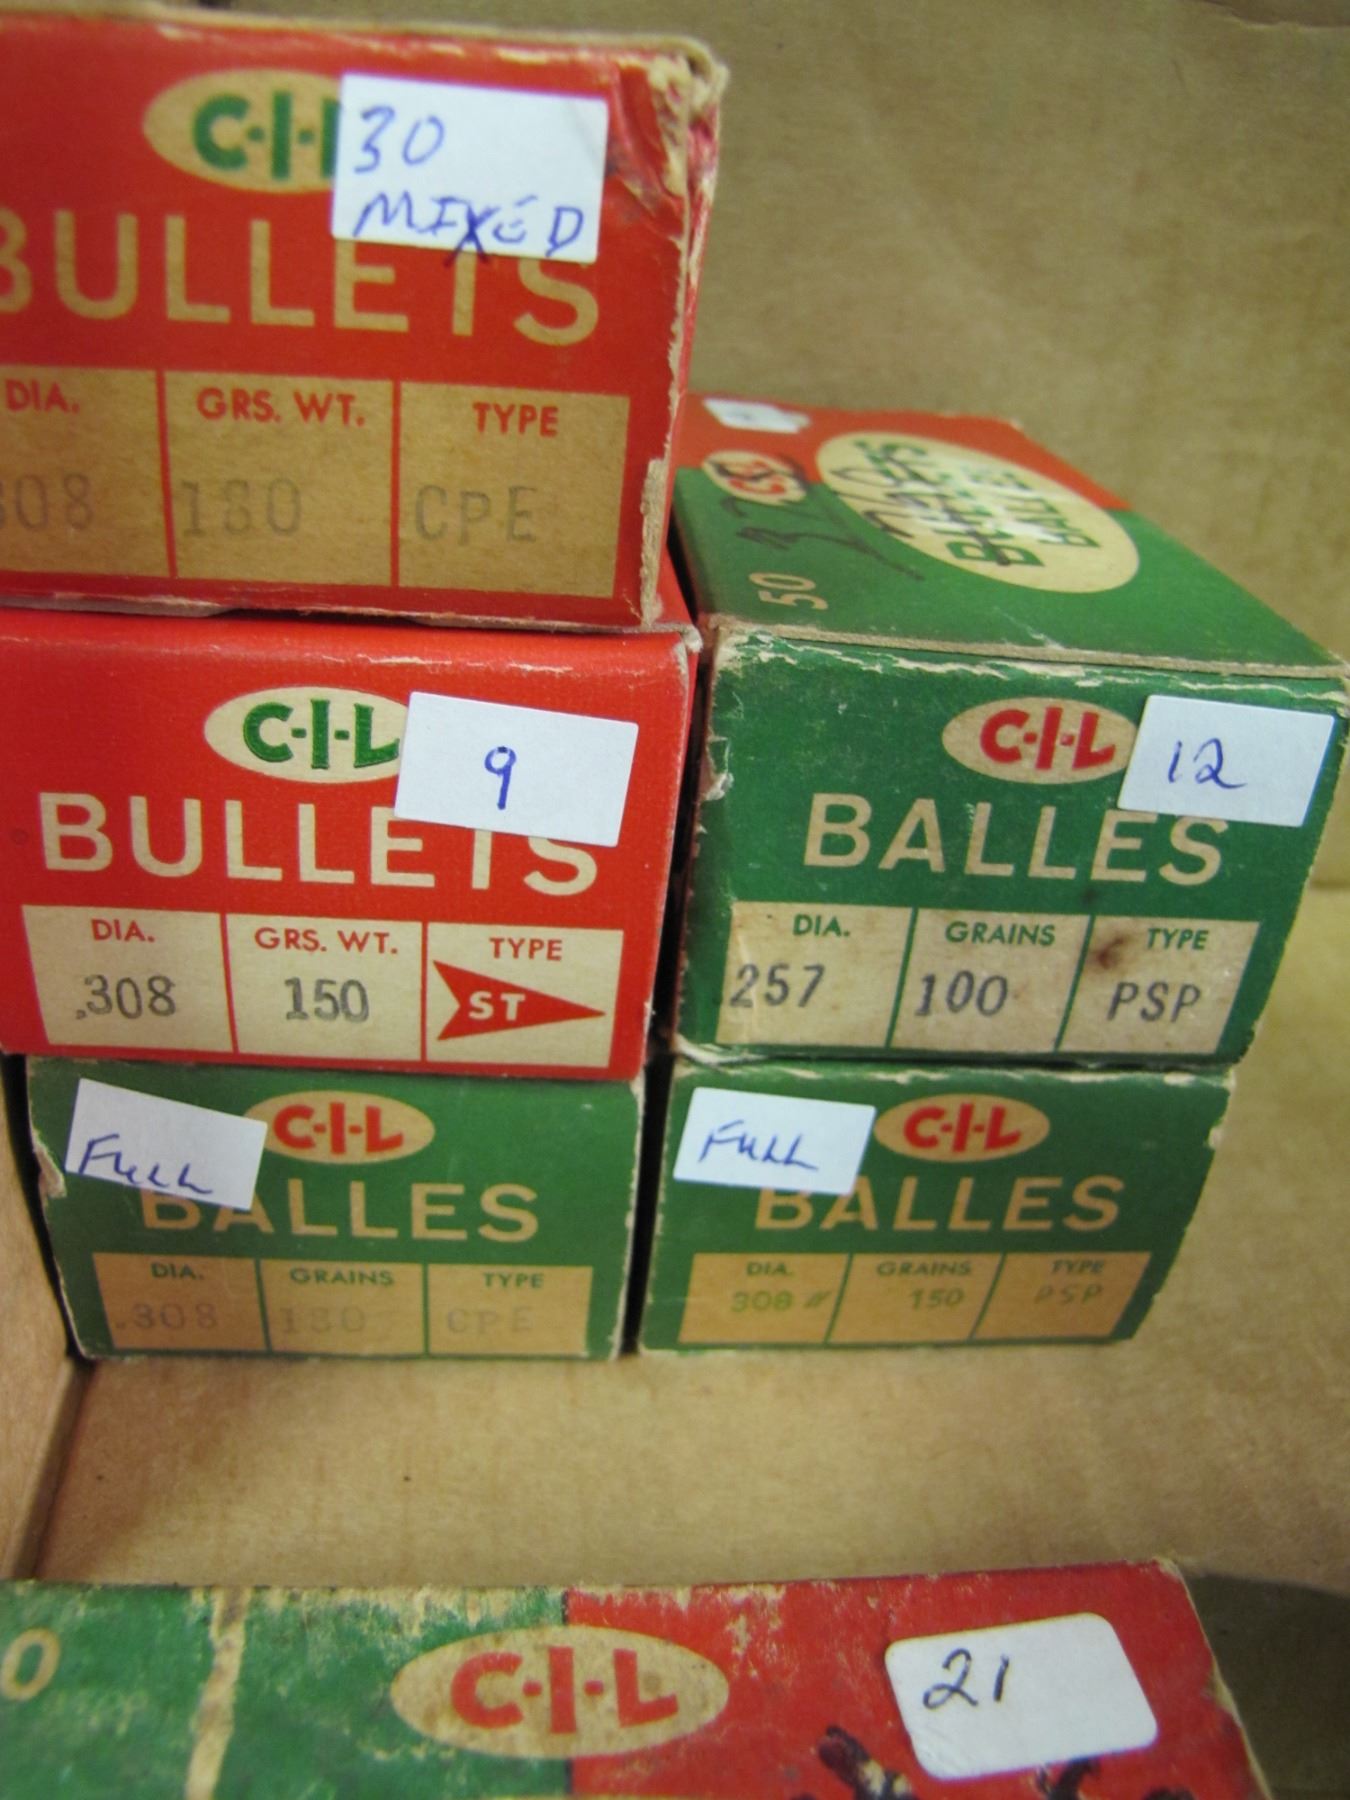 C-I-L
30
MIXED
BULLETS
DIA. GRS. WT. TYPE
308 180 CPE
C-I-L
9
BULLETS
DIA. GRS. WT. TYPE
.308 150 ST
C-I-L
BALLES
50
C-I-L
12
BALLES
DIA. GRAINS TYPE
.257 100 PSP
FULL
C-I-L
BALLES
DIA. GRAINS TYPE
.308 180 CPE
FULL
C-I-L
BALLES
DIA. GRAINS TYPE
308 150 PSP
0
C-I-L
21